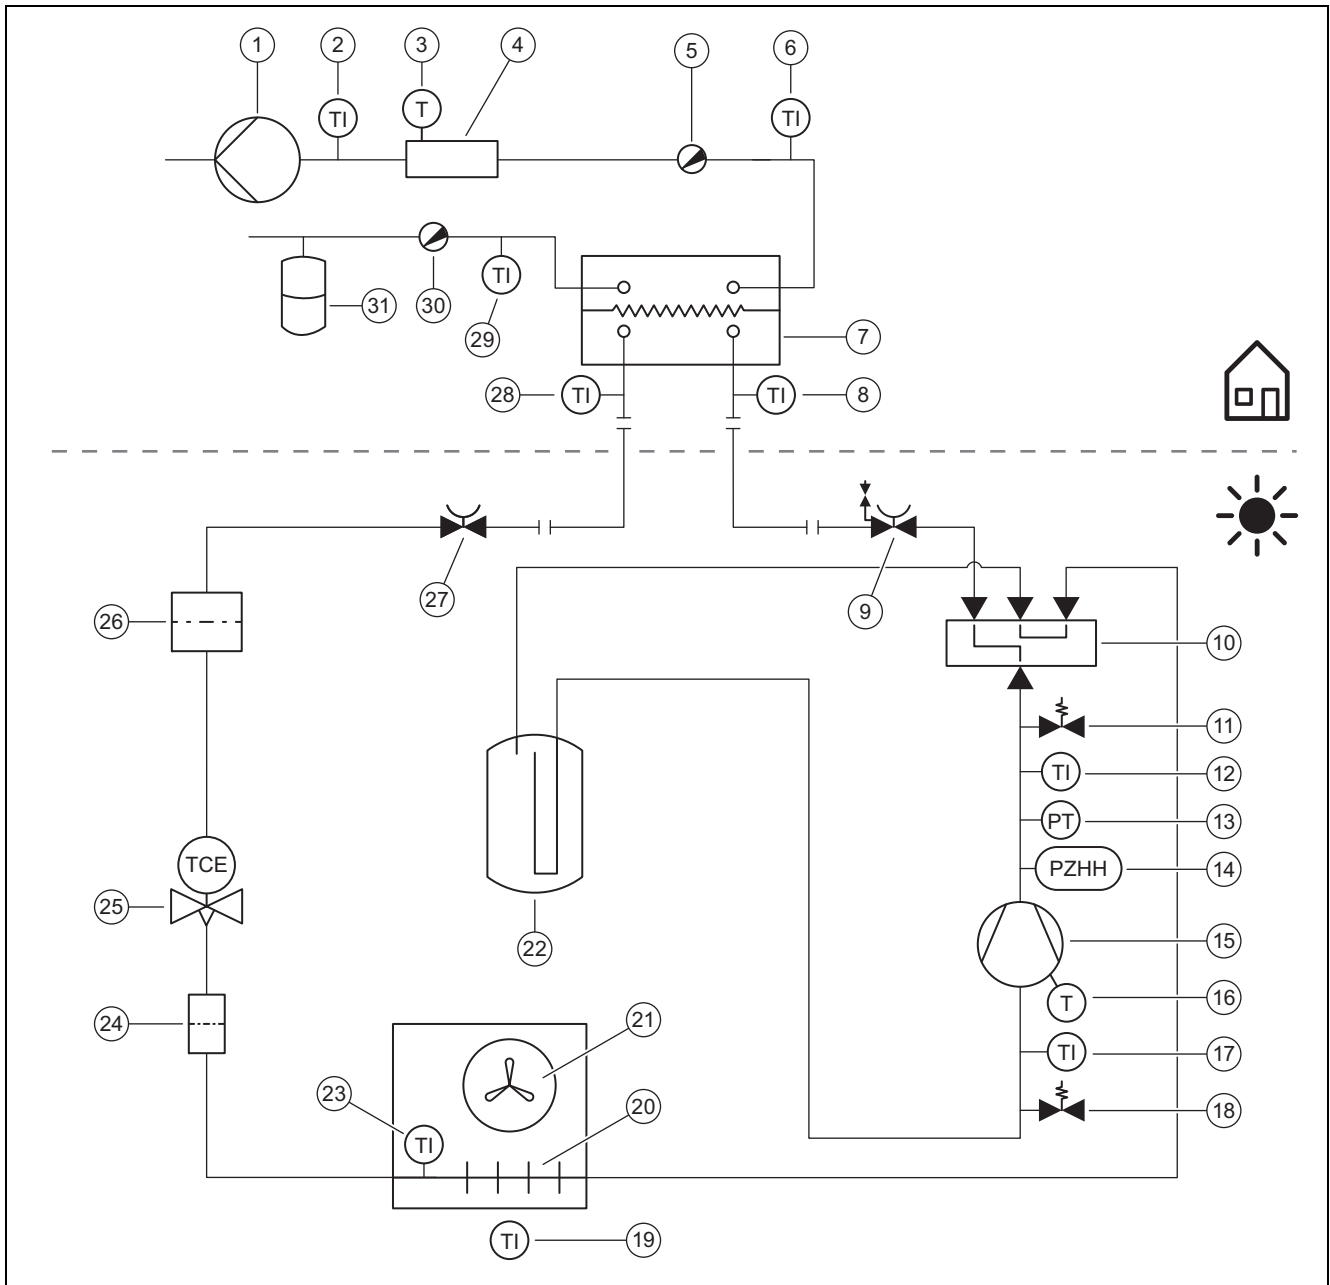 1 2 3 4 5 6
TI T TI
31 30 TI
29
7
28 TI TI 8
27 9
26 10
11
TI 12
PT 13
TCE PZHH 14
25 15
22
T 16
24 21
TI 17
23 20 18
TI
TI 19